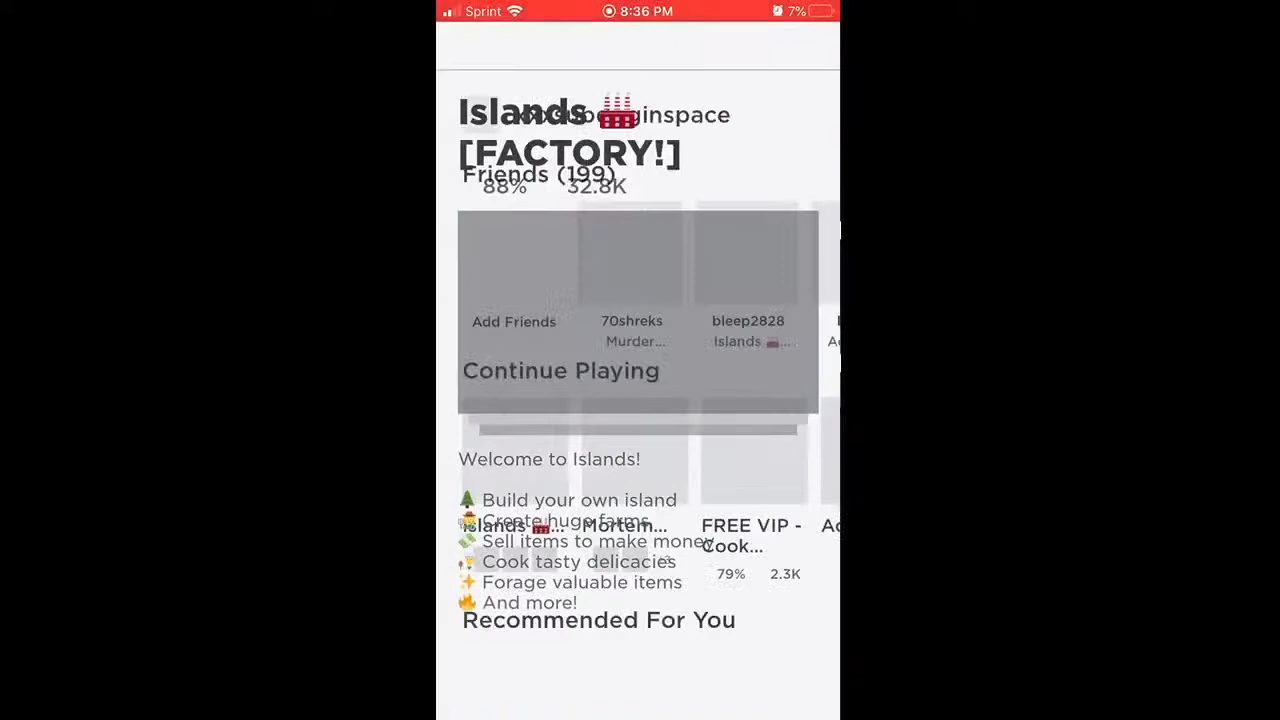 Sprint 8:36 PM 7%
Islands
[FACTORY!]
Friends (199)
88% 32.8K
Add Friends 70shreks bleep2828
Murder... Islands ...
Continue Playing
Welcome to Islands!
Build your own island
Create huge farms
Islands ... Mortem... FREE VIP -
Sell items to make money
Cook...
Cook tasty delicacies
79% 2.3K
Forage valuable items
And more!
Recommended For You